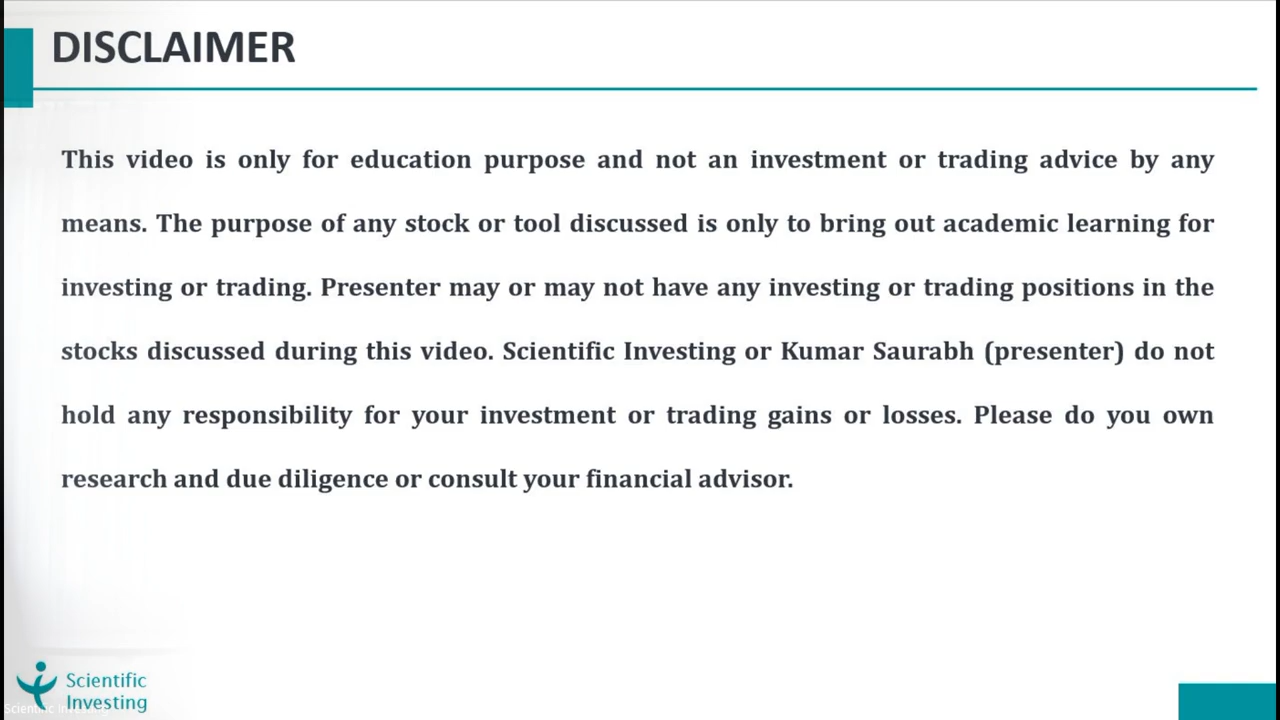 DISCLAIMER
This video is only for education purpose and not an investment or trading advice by any
means. The purpose of any stock or tool discussed is only to bring out academic learning for
investing or trading. Presenter may or may not have any investing or trading positions in the
stocks discussed during this video. Scientific Investing or Kumar Saurabh (presenter) do not
hold any responsibility for your investment or trading gains or losses. Please do you own
research and due diligence or consult your financial advisor.
Scientific
Investing
Scientific Investing